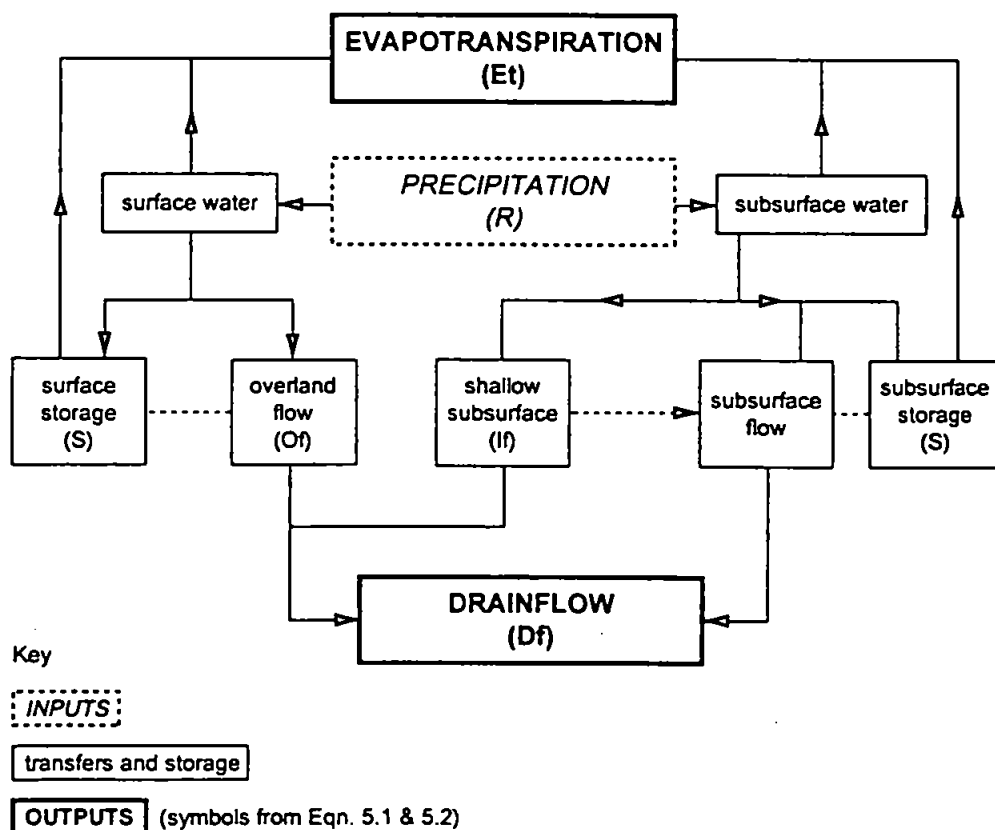 EVAPOTRANSPIRATION
(Et)
surface water
PRECIPITATION
(R)
subsurface water
surface
storage
(S)
overland
flow
(Of)
shallow
subsurface
(If)
subsurface
flow
subsurface
storage
(S)
DRAINFLOW
(Df)
Key
INPUTS
transfers and storage
OUTPUTS (symbols from Eqn. 5.1 & 5.2)